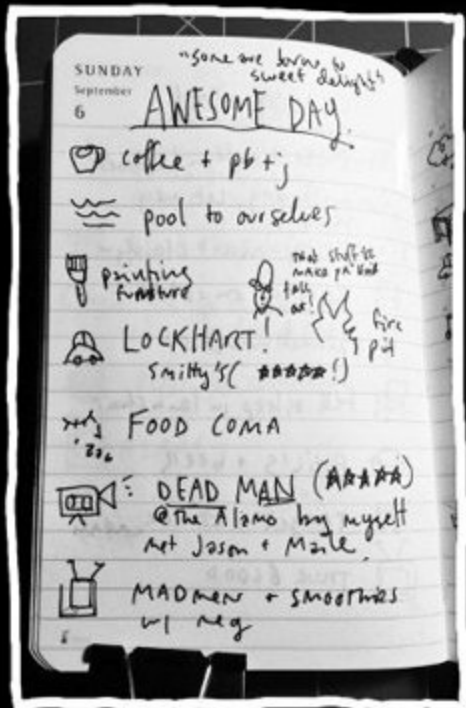 "some are born to
sweet delight"
SUNDAY
September
6
AWESOME DAY
coffee + pb + j
pool to ourselves
painting
furniture
that stuff'll
make ya
fall
fire
pit
LOCKHART!
Smitty's (★★★★★!)
FOOD COMA
DEAD MAN (★★★★★)
@ the Alamo by myself
met Jason + Maile.
MADmen + smoothies
w/ meg